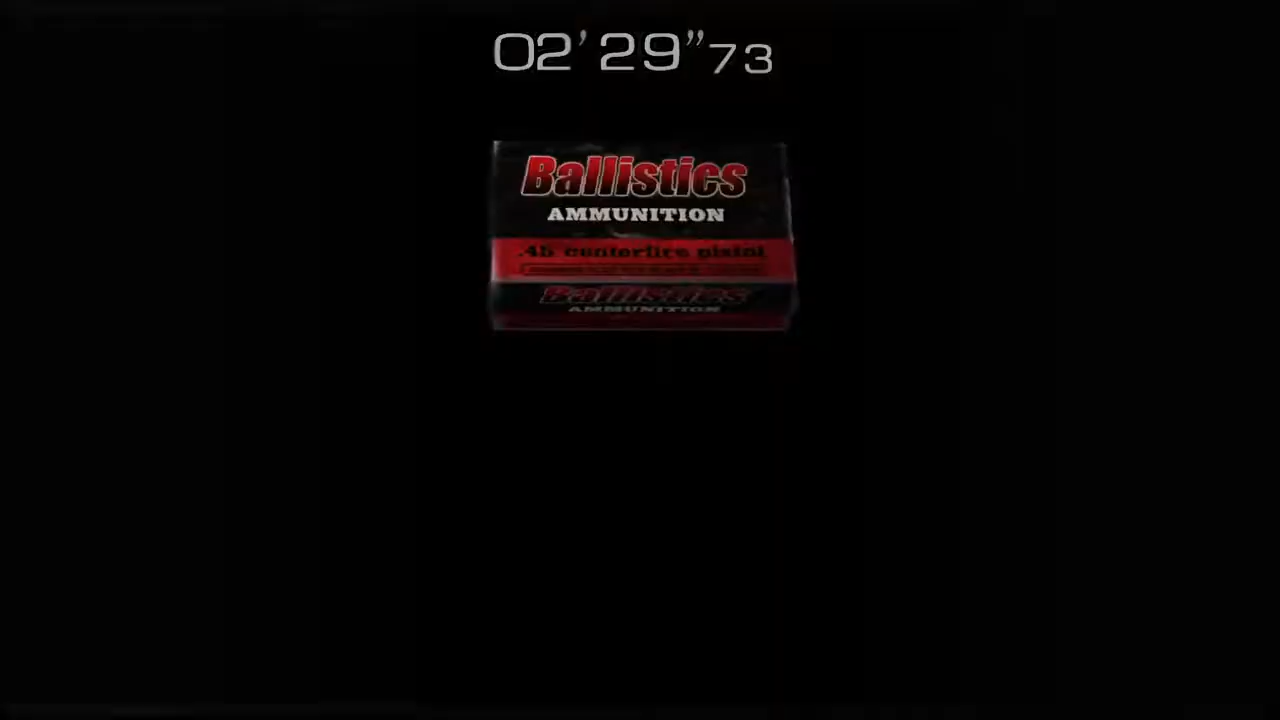 02’29”73
Ballistics
AMMUNITION
.45 centerfire pistol
Ballistics
AMMUNITION